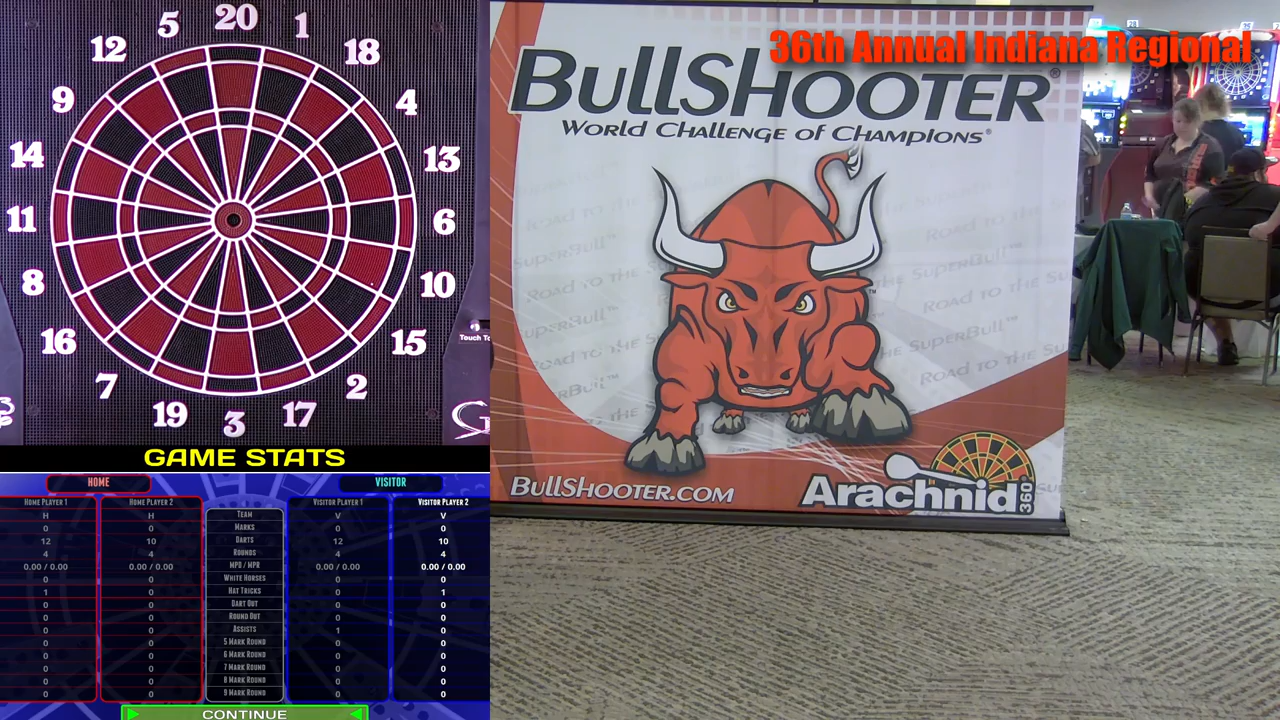 20
5
1
12
18
9
4
14
13
11
6
8
10
16
15
7
2
19
3
17
Touch To
GAME STATS
HOME
VISITOR
HOME PLAYER 1 HOME PLAYER 2 VISITOR PLAYER 1 VISITOR PLAYER 2
H H TEAM V V
0 0 MARKS 0 0
12 10 DARTS 12 10
4 4 ROUNDS 4 4
0.00 / 0.00 0.00 / 0.00 MPD / MPR 0.00 / 0.00 0.00 / 0.00
0 0 WHITE HORSES 0 0
1 0 HAT TRICKS 0 1
0 0 DART OUT 0 0
0 0 ROUND OUT 0 0
0 0 ASSISTS 1 0
0 0 5 MARK ROUND 0 0
0 0 6 MARK ROUND 0 0
0 0 7 MARK ROUND 0 0
0 0 8 MARK ROUND 0 0
0 0 9 MARK ROUND 0 0
CONTINUE
36th Annual Indiana Regional
BullShooter®
World Challenge of Champions®
Road to the SuperBull™
BullShooter.com
Arachnid 360